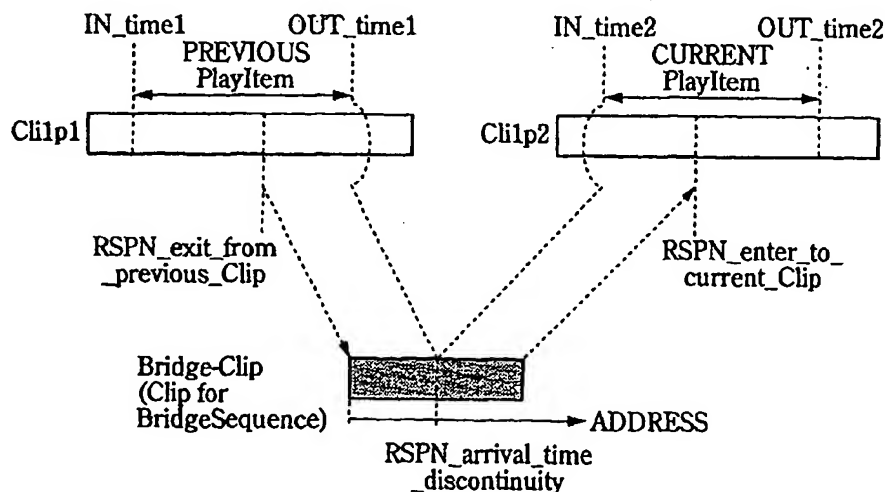 IN_time1
OUT_time1
IN_time2
OUT_time2
PREVIOUS
PlayItem
CURRENT
PlayItem
Cli1p1
Cli1p2
RSPN_exit_from
_previous_Clip
RSPN_enter_to_
current_Clip
Bridge-Clip
(Clip for
BridgeSequence)
ADDRESS
RSPN_arrival_time
_discontinuity